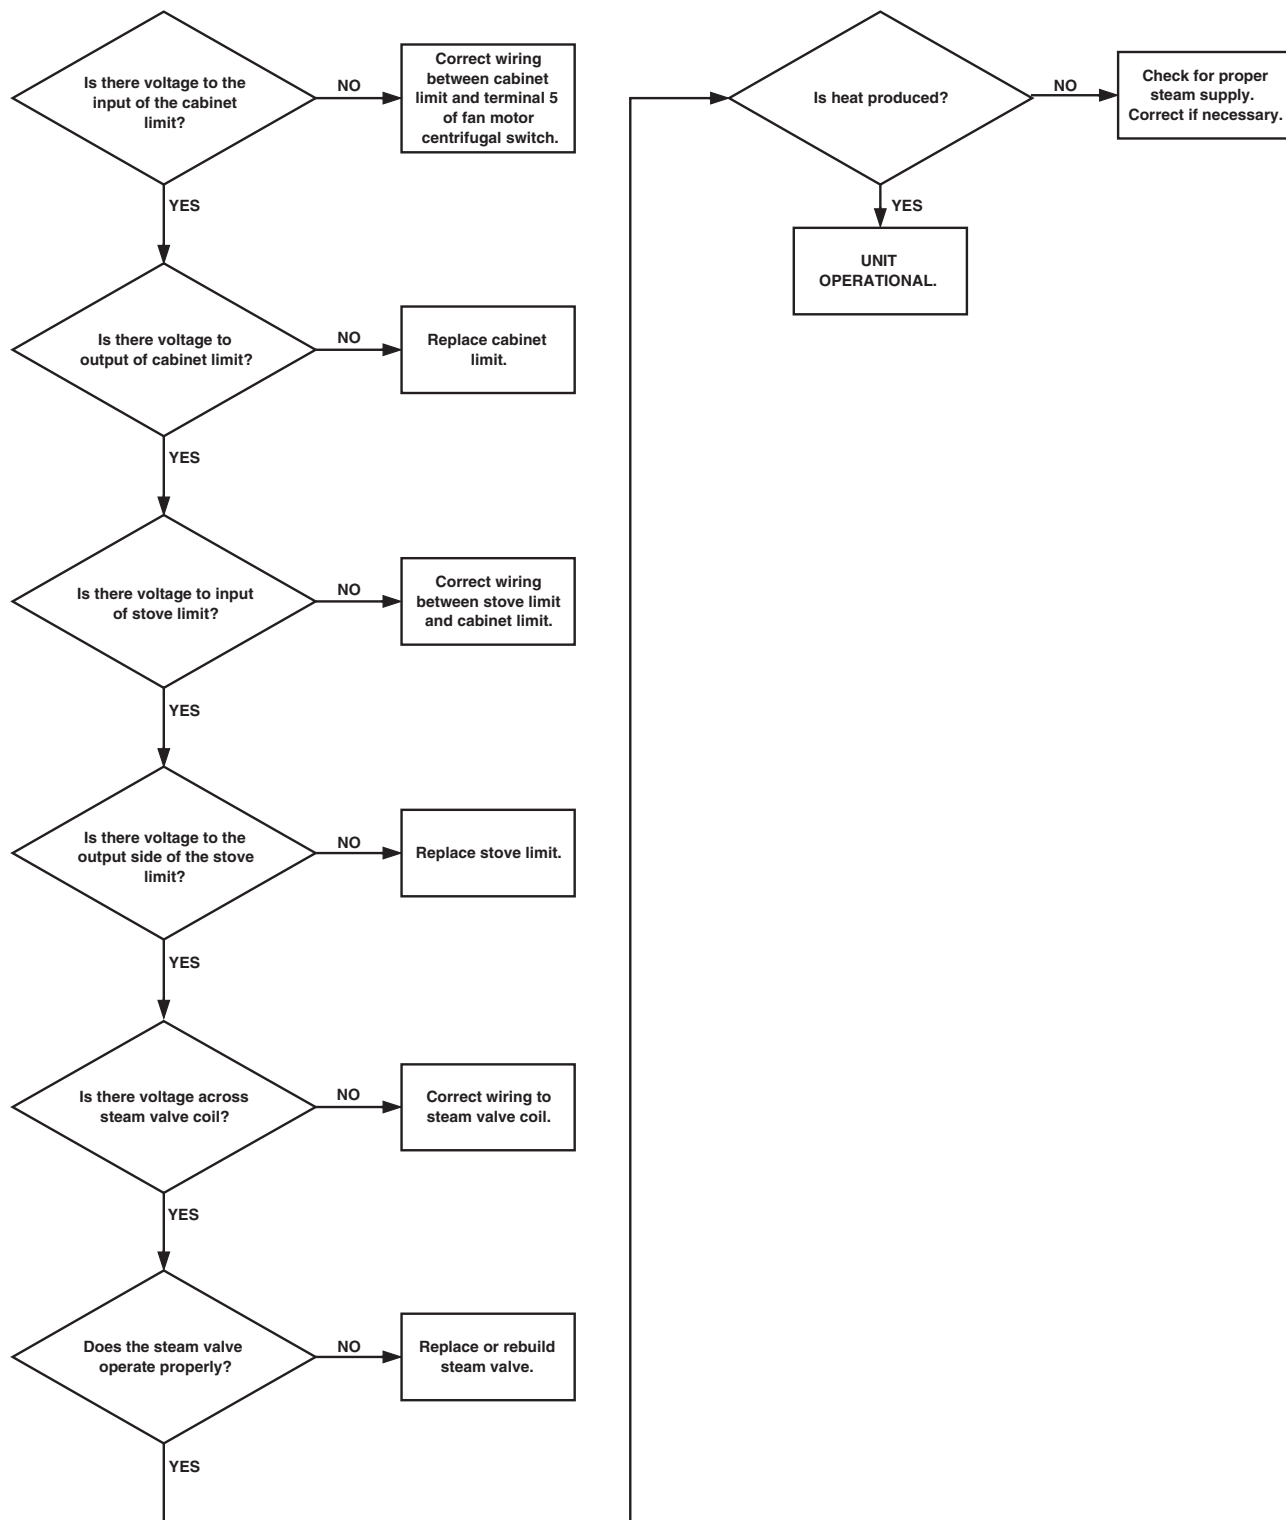 Is there voltage to the
input of the cabinet
limit?
NO
Correct wiring
between cabinet
limit and terminal 5
of fan motor
centrifugal switch.
YES
Is there voltage to
output of cabinet limit?
NO
Replace cabinet
limit.
YES
Is there voltage to input
of stove limit?
NO
Correct wiring
between stove limit
and cabinet limit.
YES
Is there voltage to the
output side of the stove
limit?
NO
Replace stove limit.
YES
Is there voltage across
steam valve coil?
NO
Correct wiring to
steam valve coil.
YES
Does the steam valve
operate properly?
NO
Replace or rebuild
steam valve.
YES
Is heat produced?
NO
Check for proper
steam supply.
Correct if necessary.
YES
UNIT
OPERATIONAL.